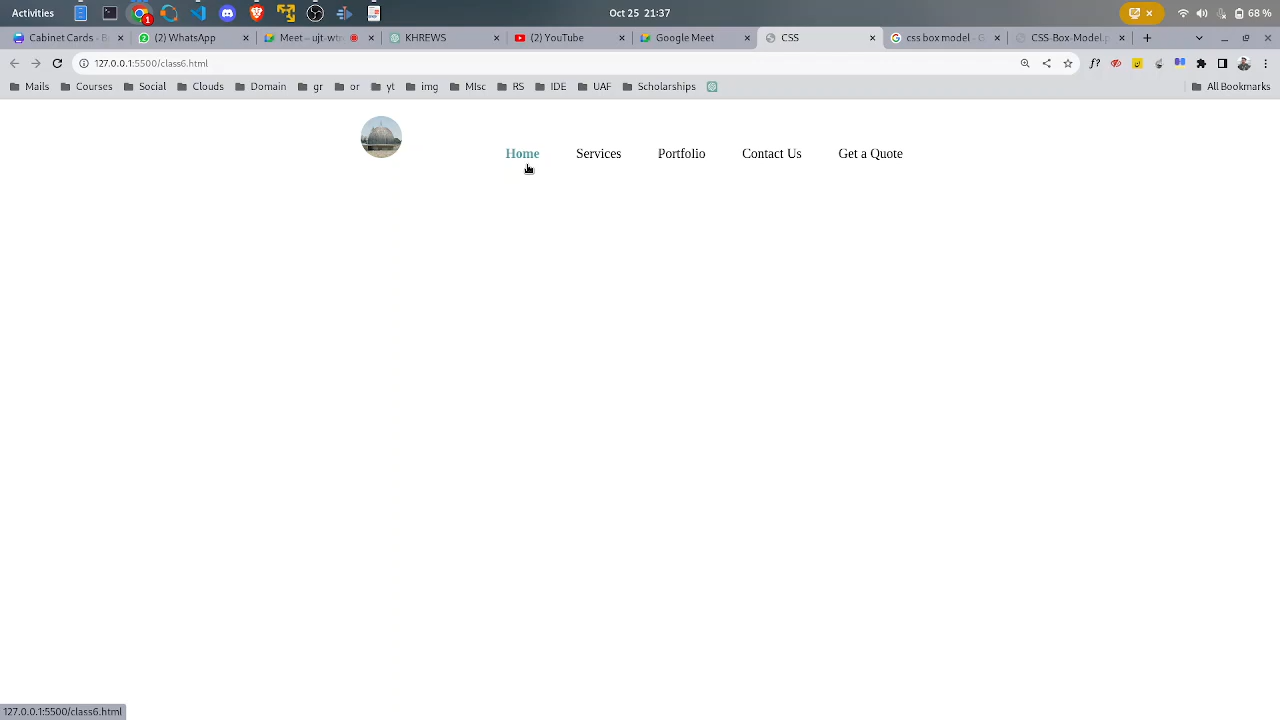 Activities
Oct 25 21:37
68 %
Cabinet Cards - B
(2) WhatsApp
Meet – ujt-wtr
KHREWS
(2) YouTube
Google Meet
CSS
css box model - G
CSS-Box-Model.p
127.0.0.1:5500/class6.html
Mails
Courses
Social
Clouds
Domain
gr
or
yt
img
MIsc
RS
IDE
UAF
Scholarships
All Bookmarks
Home
Services
Portfolio
Contact Us
Get a Quote
127.0.0.1:5500/class6.html